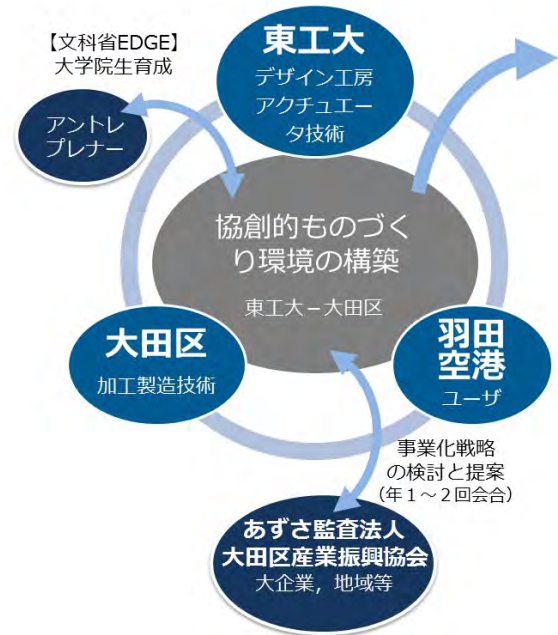 【文科省EDGE】
大学院生育成
アントレ
プレナー
東工大
デザイン工房
アクチュエー
タ技術
協創的ものづく
り環境の構築
東工大－大田区
大田区
加工製造技術
羽田
空港
ユーザ
事業化戦略
の検討と提案
（年１～２回会合）
あずさ監査法人
大田区産業振興協会
大企業，地域等